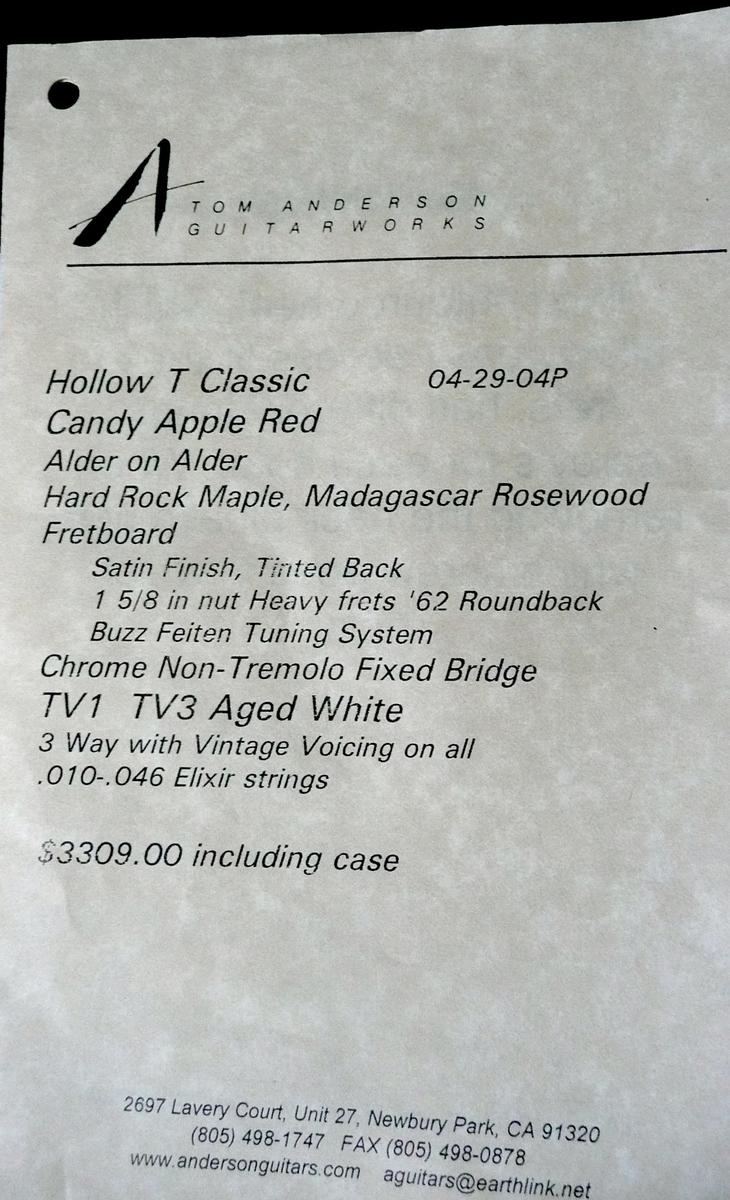 TOM ANDERSON
GUITARWORKS
Hollow T Classic 04-29-04P
Candy Apple Red
Alder on Alder
Hard Rock Maple, Madagascar Rosewood
Fretboard
Satin Finish, Tinted Back
1 5/8 in nut Heavy frets '62 Roundback
Buzz Feiten Tuning System
Chrome Non-Tremolo Fixed Bridge
TV1 TV3 Aged White
3 Way with Vintage Voicing on all
.010-.046 Elixir strings
$3309.00 including case
2697 Lavery Court, Unit 27, Newbury Park, CA 91320
(805) 498-1747 FAX (805) 498-0878
www.andersonguitars.com aguitars@earthlink.net